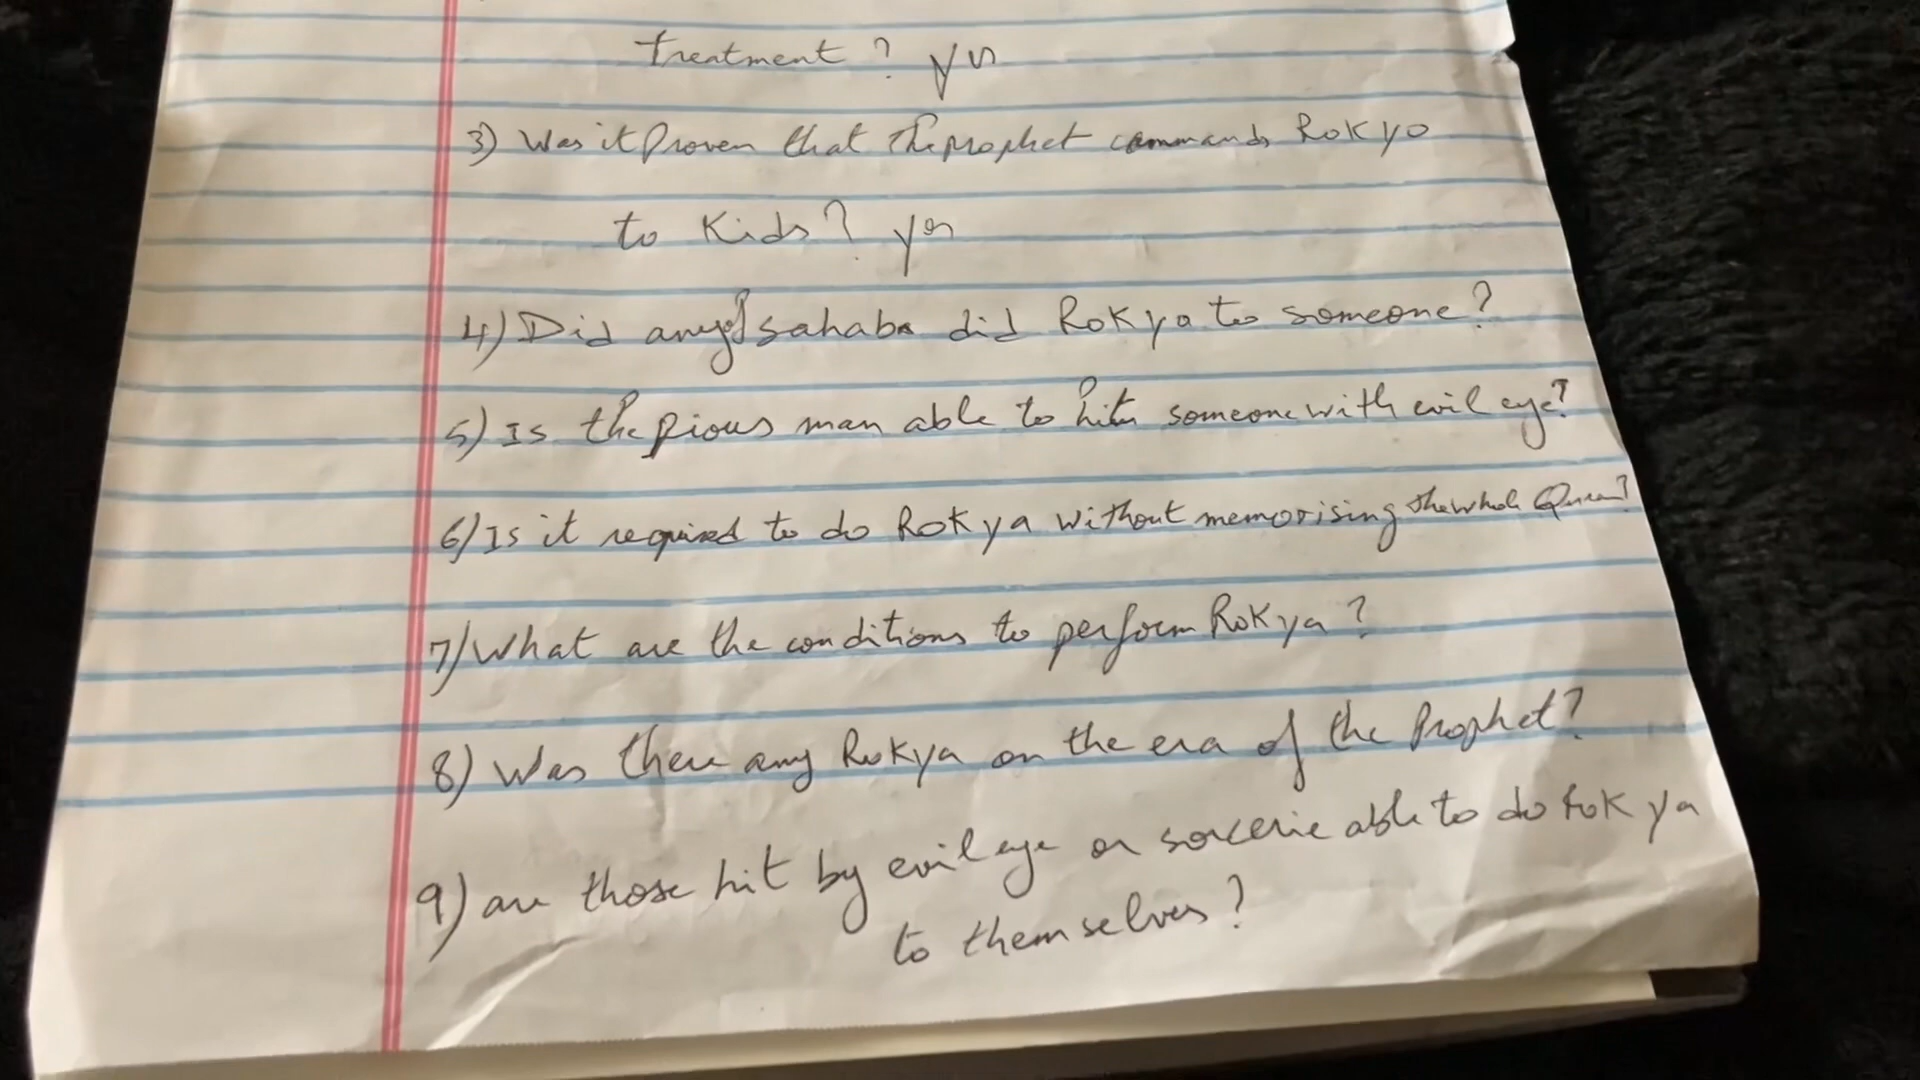 Treatment? yes
3) Was it Proven that the prophet commands Rokyo
to Kids? yes
4) Did any of sahaba did Rokya to someone?
5) Is the pious man able to hit someone with evil eye?
6) Is it required to do Rokya without memorising the whole Quran?
7) What are the conditions to perform Rokya?
8) Was there any Rokya on the era of the Prophet?
9) are those hit by evil eye or sorcerie able to do Rokya
to themselves?